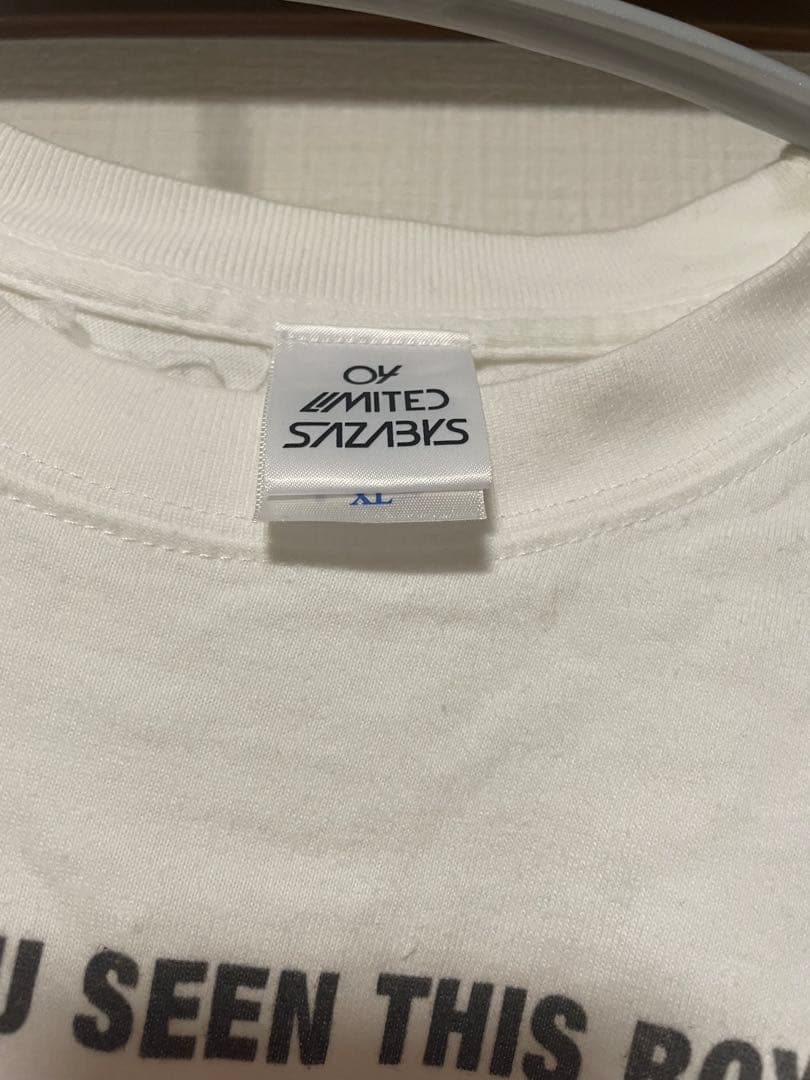 04
LIMITED
SAZABYS
XL
U SEEN THIS BOY